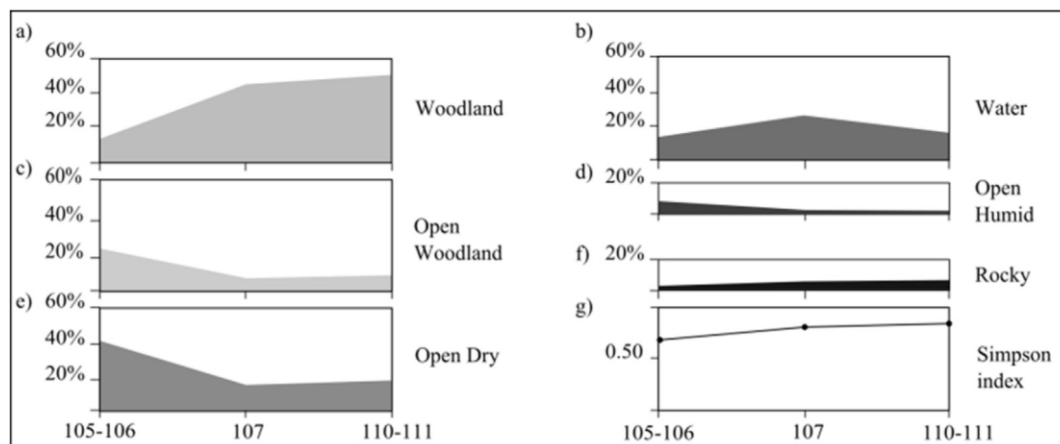 a)
60%
40%
20%
Woodland
b)
60%
40%
20%
Water
c)
60%
40%
20%
Open
Woodland
d)
20%
Open
Humid
e)
60%
40%
20%
Open Dry
f)
20%
Rocky
g)
0.50
Simpson
index
105-106
107
110-111
105-106
107
110-111